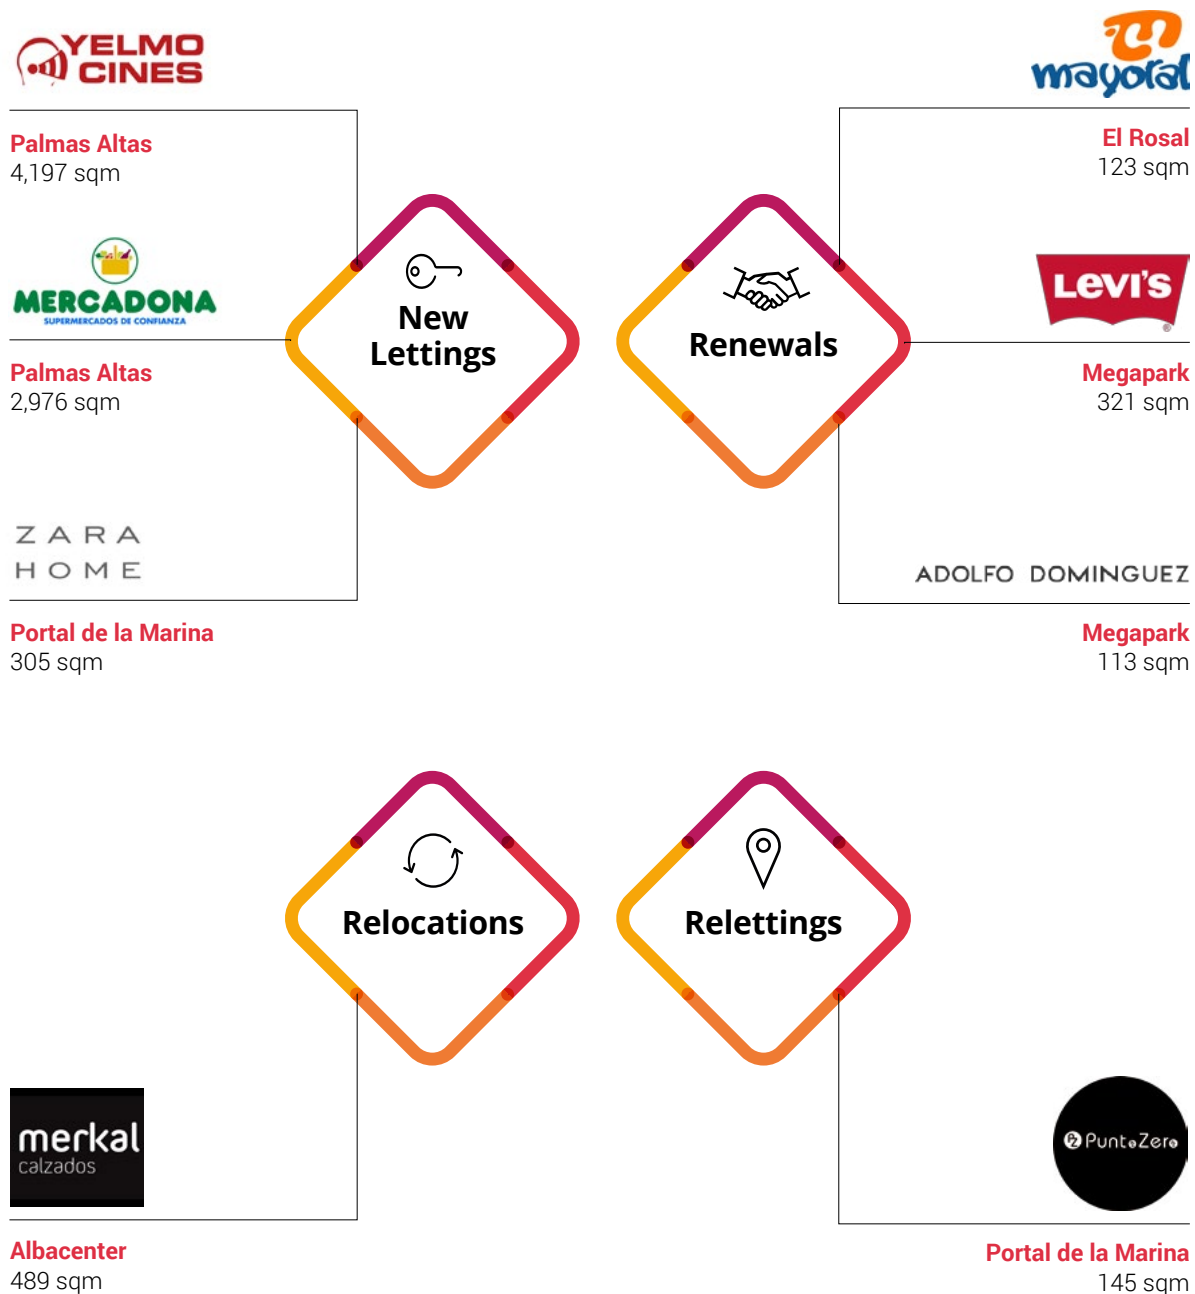 YELMO
CINES
Palmas Altas
4,197 sqm
MERCADONA
SUPERMERCADOS DE CONFIANZA
Palmas Altas
2,976 sqm
ZARA
HOME
Portal de la Marina
305 sqm
New
Lettings
mayoral
El Rosal
123 sqm
LEVI'S
®
Megapark
321 sqm
ADOLFO DOMINGUEZ
Megapark
113 sqm
Renewals
Relocations
merkal
calzados
Albacenter
489 sqm
Relettings
PZ PuntoZero
Portal de la Marina
145 sqm